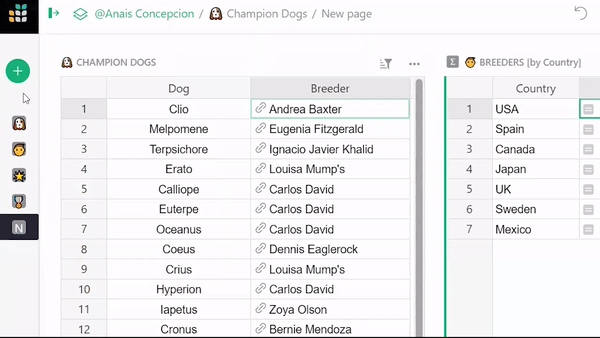 @Anais Concepcion / Champion Dogs / New page
CHAMPION DOGS
Dog Breeder
1 Clio Andrea Baxter
2 Melpomene Eugenia Fitzgerald
3 Terpsichore Ignacio Javier Khalid
4 Erato Louisa Mump's
5 Calliope Carlos David
6 Euterpe Carlos David
7 Oceanus Carlos David
8 Coeus Dennis Eaglerock
9 Crius Louisa Mump's
10 Hyperion Carlos David
11 Iapetus Zoya Olson
12 Cronus Bernie Mendoza
Σ BREEDERS [by Country]
Country
1 USA
2 Spain
3 Canada
4 Japan
5 UK
6 Sweden
7 Mexico
N